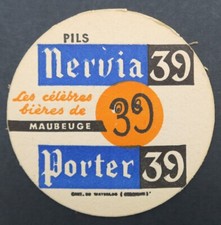 PILS
Nervia 39
Les célèbres
bières de
39
MAUBEUGE
Porter 39